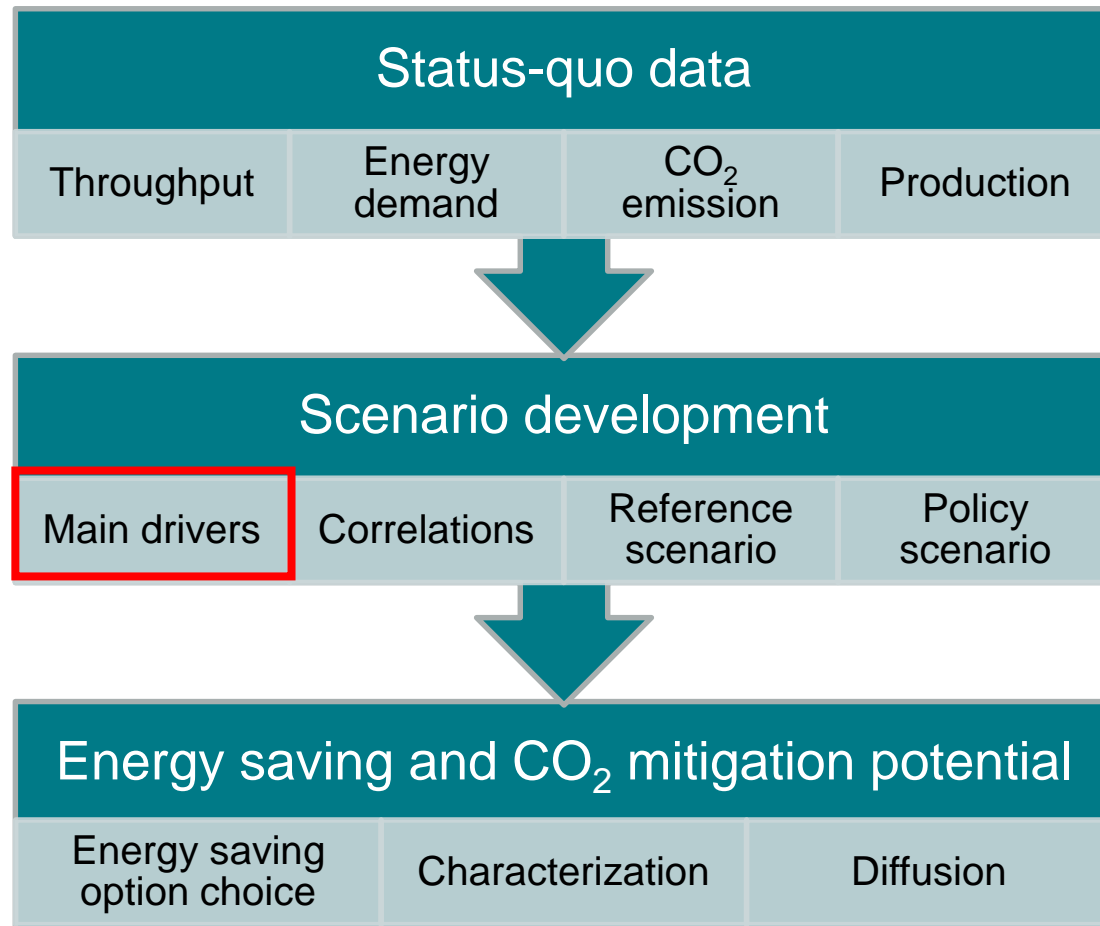 Status-quo data
Throughput
Energy
demand
CO₂
emission
Production
Scenario development
Main drivers
Correlations
Reference
scenario
Policy
scenario
Energy saving and CO₂ mitigation potential
Energy saving
option choice
Characterization
Diffusion